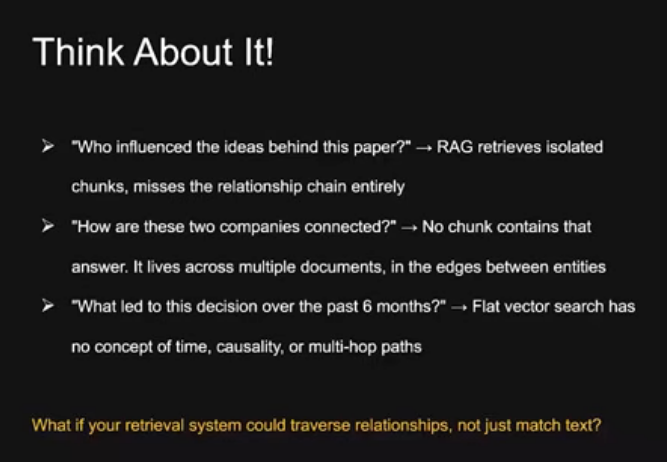 Think About It!
➢ "Who influenced the ideas behind this paper?" → RAG retrieves isolated
chunks, misses the relationship chain entirely
➢ "How are these two companies connected?" → No chunk contains that
answer. It lives across multiple documents, in the edges between entities
➢ "What led to this decision over the past 6 months?" → Flat vector search has
no concept of time, causality, or multi-hop paths
What if your retrieval system could traverse relationships, not just match text?